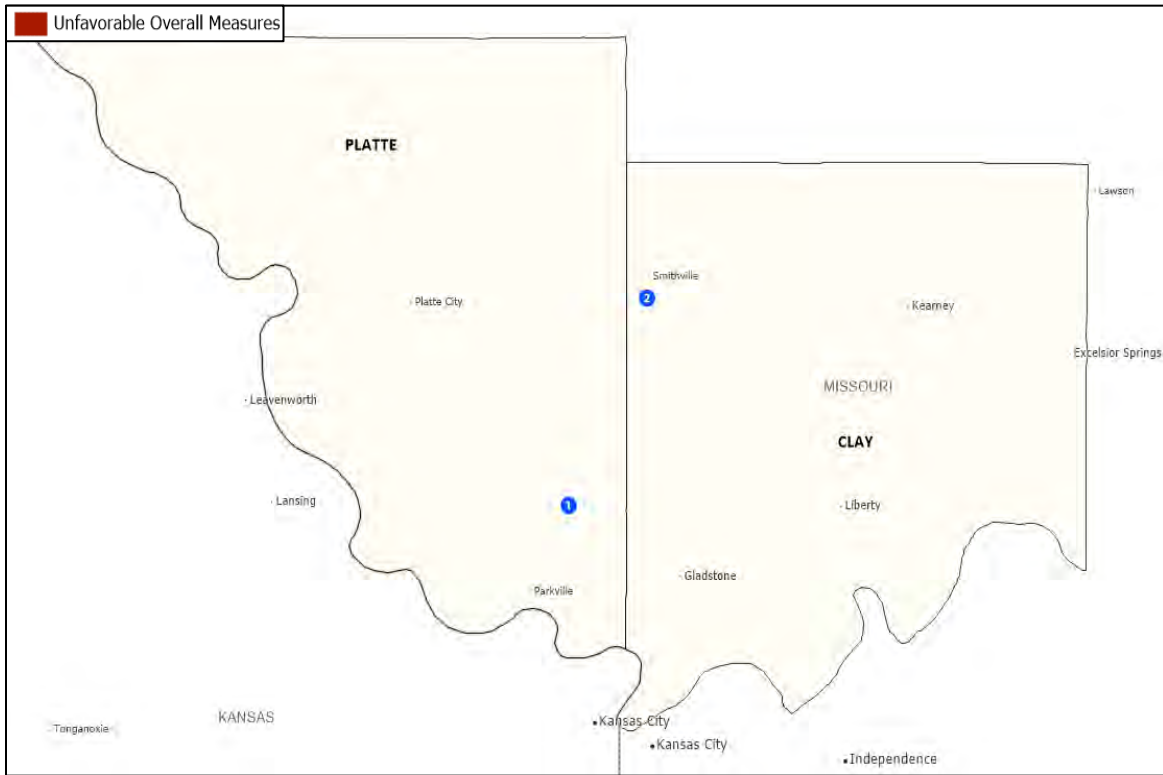 Unfavorable Overall Measures
PLATTE
Lawson
Smithville
2
Platte City
Kearney
Excelsior Springs
MISSOURI
Leavenworth
CLAY
Lansing
1
Liberty
Gladstone
Parkville
KANSAS
Kansas City
Tonganoxie
Kansas City
Independence